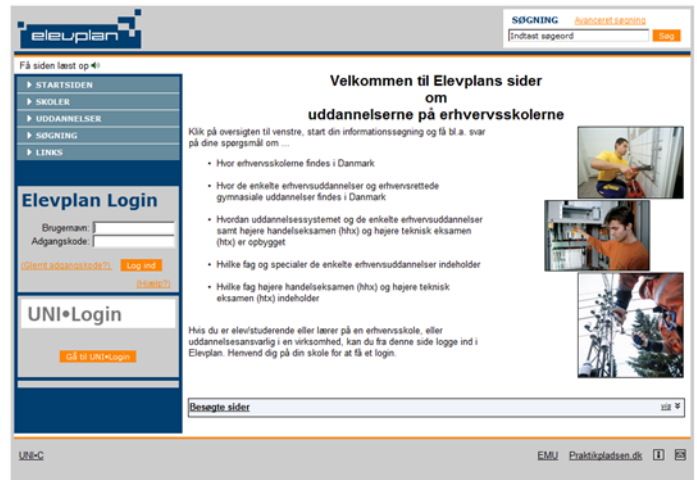 elevplan
SØGNING Avanceret søgning
Indtast søgeord Søg
Få siden læst op
STARTSIDEN
SKOLER
UDDANNELSER
SØGNING
LINKS
Elevplan Login
Brugernavn:
Adgangskode:
(Glemt adgangskode?) Log ind
(Hjælp?)
UNI•Login
Gå til UNI•Login
Velkommen til Elevplans sider
om
uddannelserne på erhvervsskolerne
Klik på oversigten til venstre, start din informationssøgning og få bl.a. svar
på dine spørgsmål om ...
• Hvor erhvervsskolerne findes i Danmark
• Hvor de enkelte erhvervsuddannelser og erhvervsrettede
gymnasiale uddannelser findes i Danmark
• Hvordan uddannelsessystemet og de enkelte erhvervsuddannelser
samt højere handelseksamen (hhx) og højere teknisk eksamen
(htx) er opbygget
• Hvilke fag og specialer de enkelte erhvervsuddannelser indeholder
• Hvilke fag højere handelseksamen (hhx) og højere teknisk
eksamen (htx) indeholder
Hvis du er elev/studerende eller lærer på en erhvervsskole, eller
uddannelsesansvarlig i en virksomhed, kan du fra denne side logge ind i
Elevplan. Henvend dig på din skole for at få et login.
Besøgte sider vis
UNI•C EMU Praktikpladsen.dk